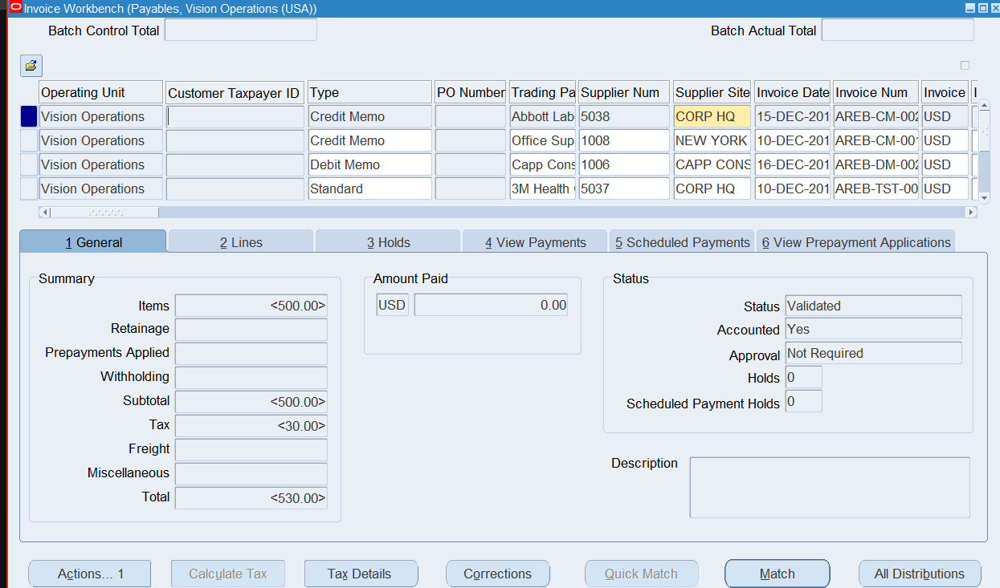 Invoice Workbench (Payables, Vision Operations (USA))
Batch Control Total Batch Actual Total
Operating Unit Customer Taxpayer ID Type PO Number Trading Pa Supplier Num Supplier Site Invoice Date Invoice Num Invoice
Vision Operations Credit Memo Abbott Lab 5038 CORP HQ 15-DEC-201 AREB-CM-002 USD
Vision Operations Credit Memo Office Sup 1008 NEW YORK 10-DEC-201 AREB-CM-001 USD
Vision Operations Debit Memo Capp Cons 1006 CAPP CONS 16-DEC-201 AREB-DM-002 USD
Vision Operations Standard 3M Health 5037 CORP HQ 10-DEC-201 AREB-TST-00 USD
1 General 2 Lines 3 Holds 4 View Payments 5 Scheduled Payments 6 View Prepayment Applications
Summary
Items <500.00>
Retainage
Prepayments Applied
Withholding
Subtotal <500.00>
Tax <30.00>
Freight
Miscellaneous
Total <530.00>
Amount Paid
USD 0.00
Status
Status Validated
Accounted Yes
Approval Not Required
Holds 0
Scheduled Payment Holds 0
Description
Actions... 1 Calculate Tax Tax Details Corrections Quick Match Match All Distributions